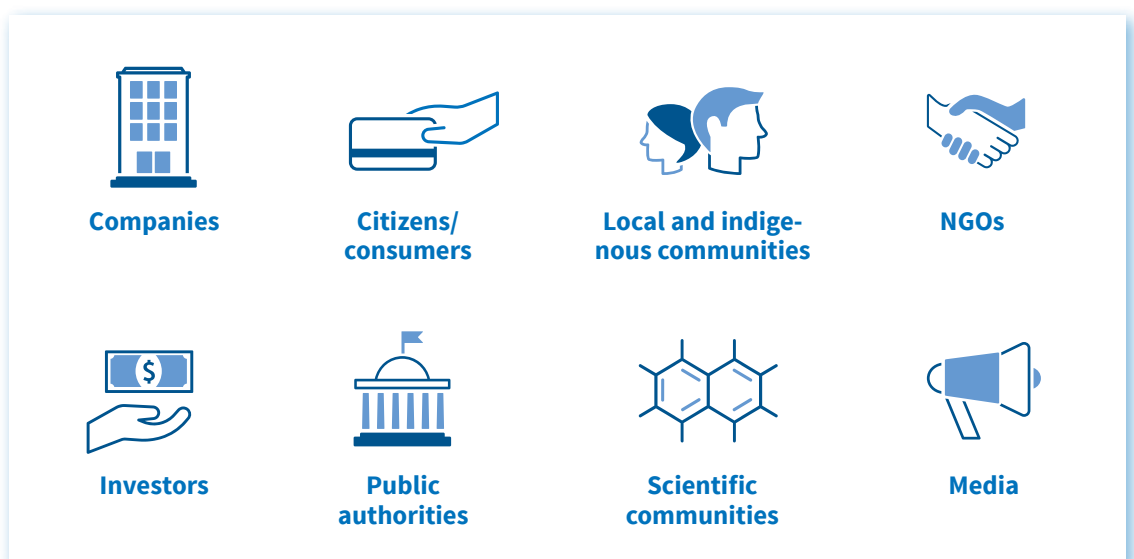 Companies
Citizens/
consumers
Local and indige-
nous communities
NGOs
$
Investors
Public
authorities
Scientific
communities
Media